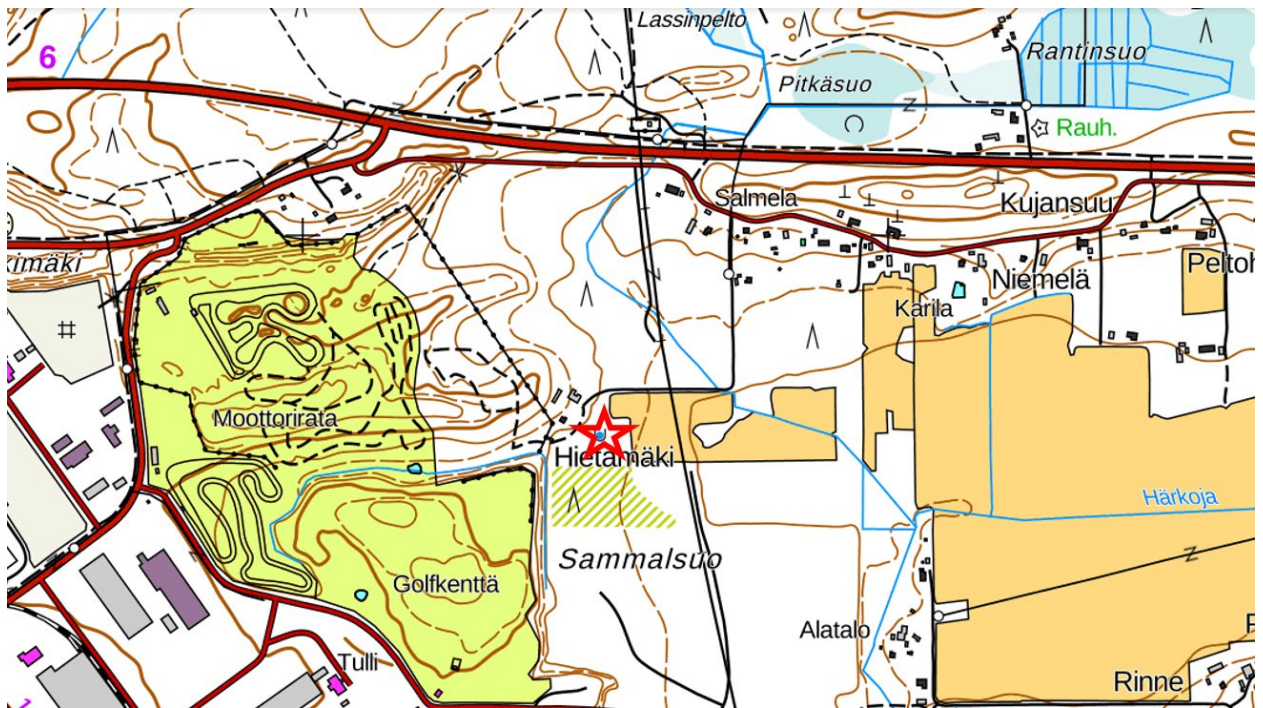 Lassinpelto
6
Rantinsuo
Pitkäsuo
Z
Z
Rauh.
Salmela
Kujansuu
kimäki
Peltoh
Niemelä
Z
Karila
Moottorirata
Hietamäki
Härkoja
Sammalsuo
Z
Golfkenttä
Alatalo
Tulli
Rinne